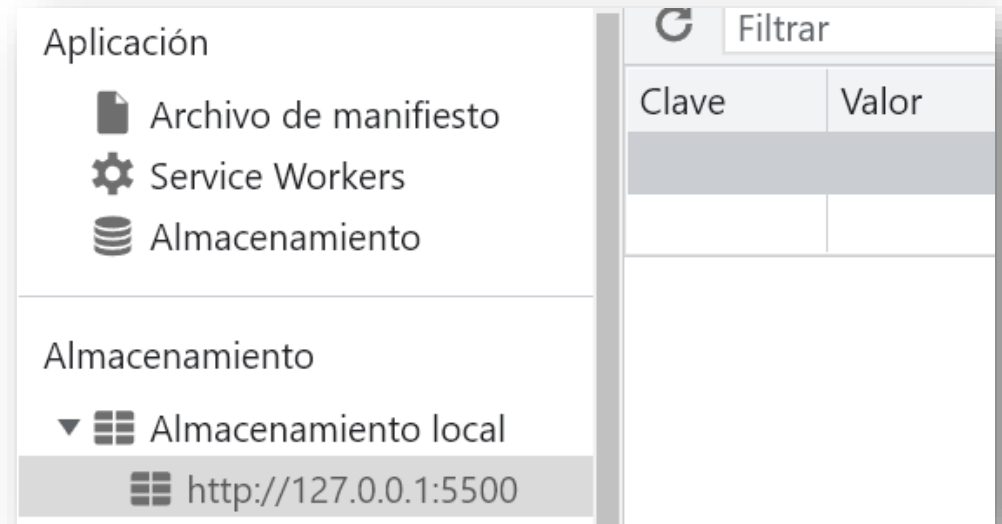 Aplicación
Archivo de manifiesto
Service Workers
Almacenamiento
Almacenamiento
Almacenamiento local
http://127.0.0.1:5500
Filtrar
Clave Valor